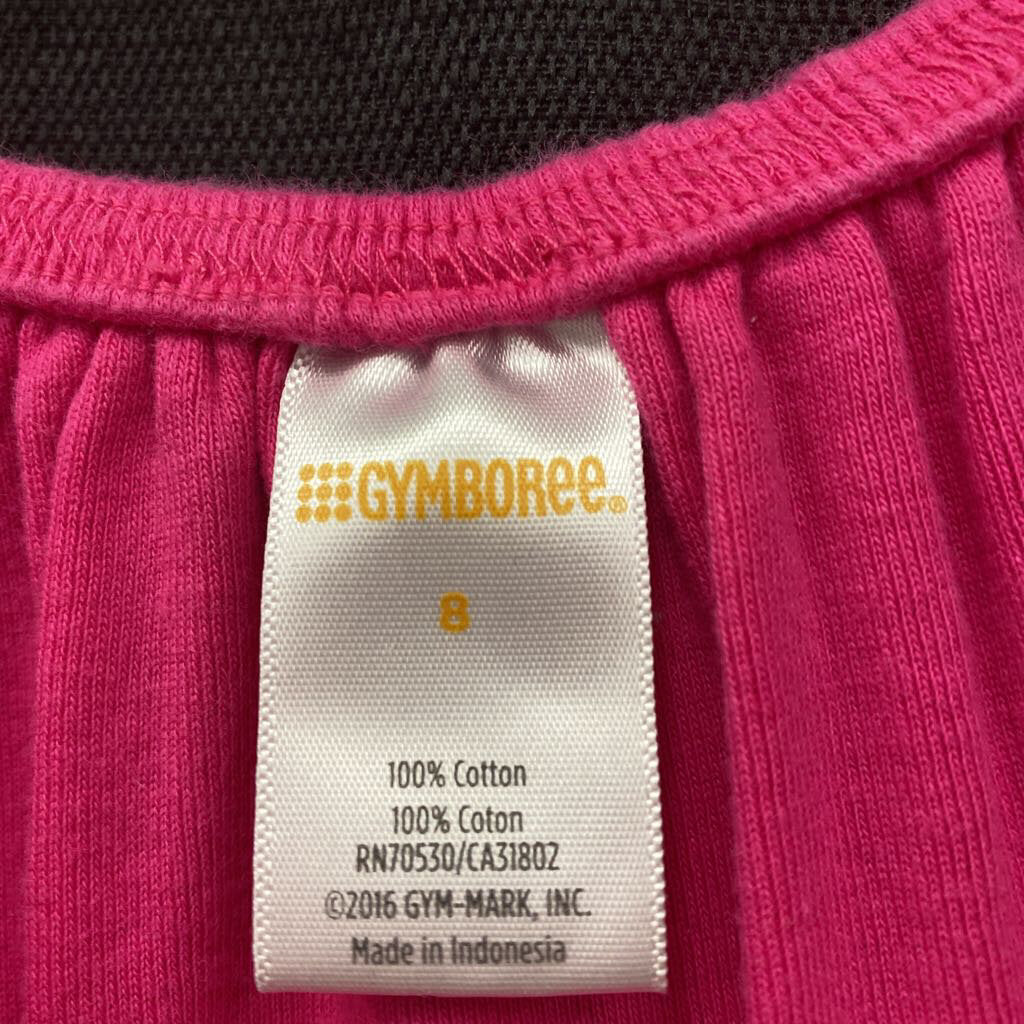 GYMBOREE®
8
100% Cotton
100% Coton
RN70530/CA31802
©2016 GYM-MARK, INC.
Made in Indonesia